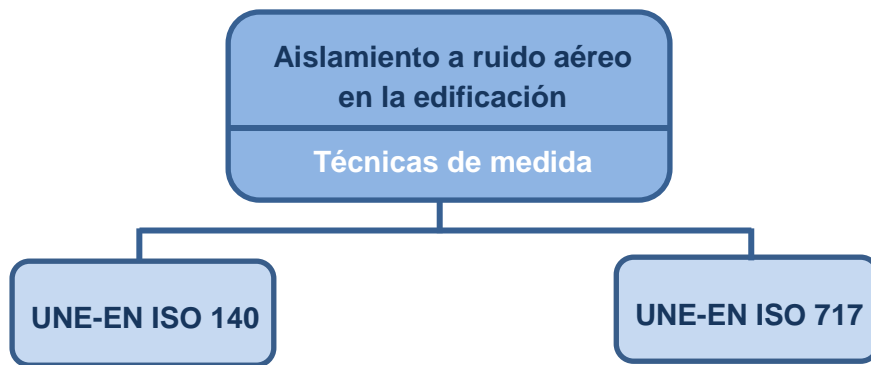 Aislamiento a ruido aéreo
en la edificación
Técnicas de medida
UNE-EN ISO 140
UNE-EN ISO 717